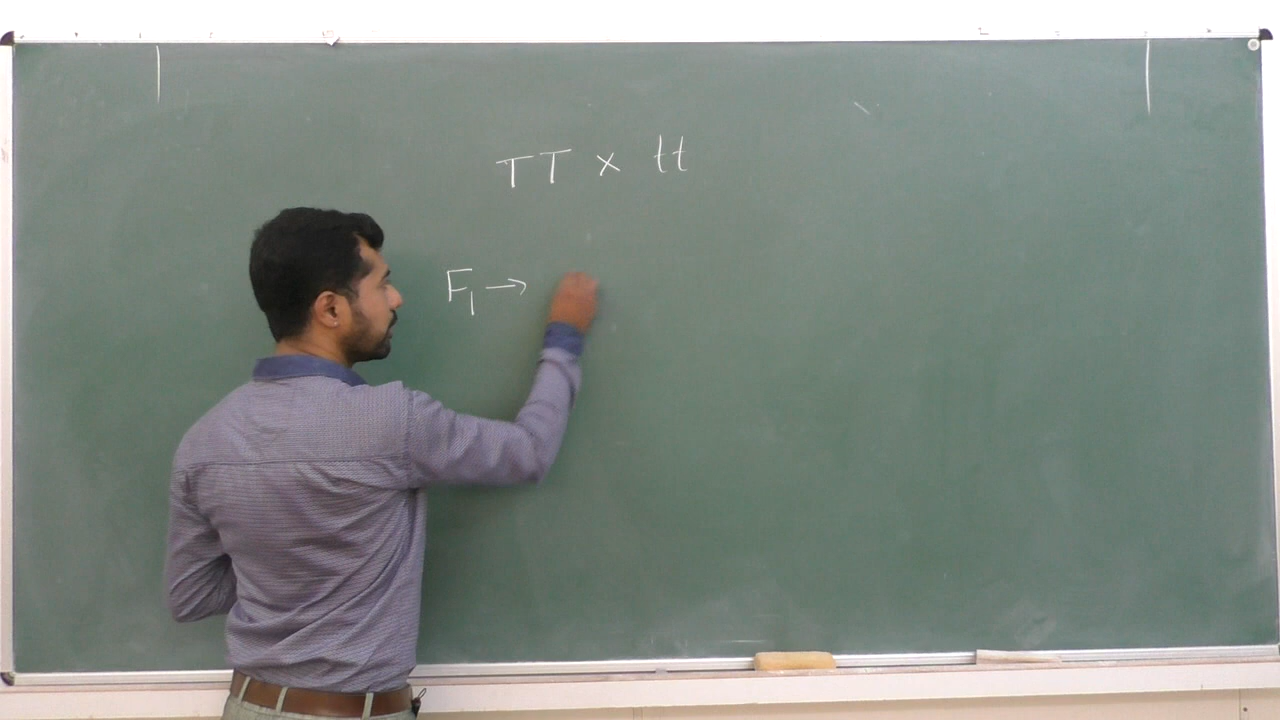 TT x tt
F₁ →